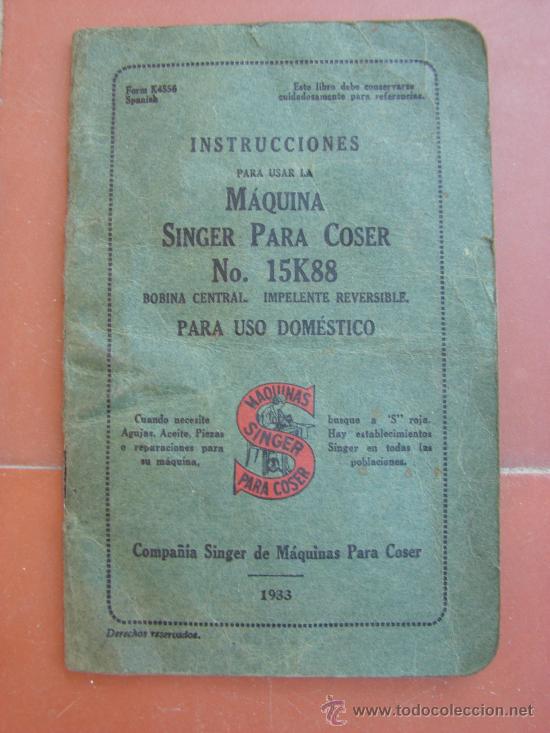 Form K4556
Spanish
Este libro debe conservarse
cuidadosamente para referencias.
INSTRUCCIONES
PARA USAR LA
MÁQUINA
SINGER PARA COSER
No. 15K88
BOBINA CENTRAL. IMPELENTE REVERSIBLE.
PARA USO DOMÉSTICO
Cuando necesite
Agujas, Aceite, Piezas
o reparaciones para
su máquina,
MAQUINAS
SINGER
PARA COSER
busque a "S" roja.
Hay establecimientos
Singer en todas las
poblaciones.
Compañia Singer de Máquinas Para Coser
1933
Derechos reservados.
www.todocoleccion.net